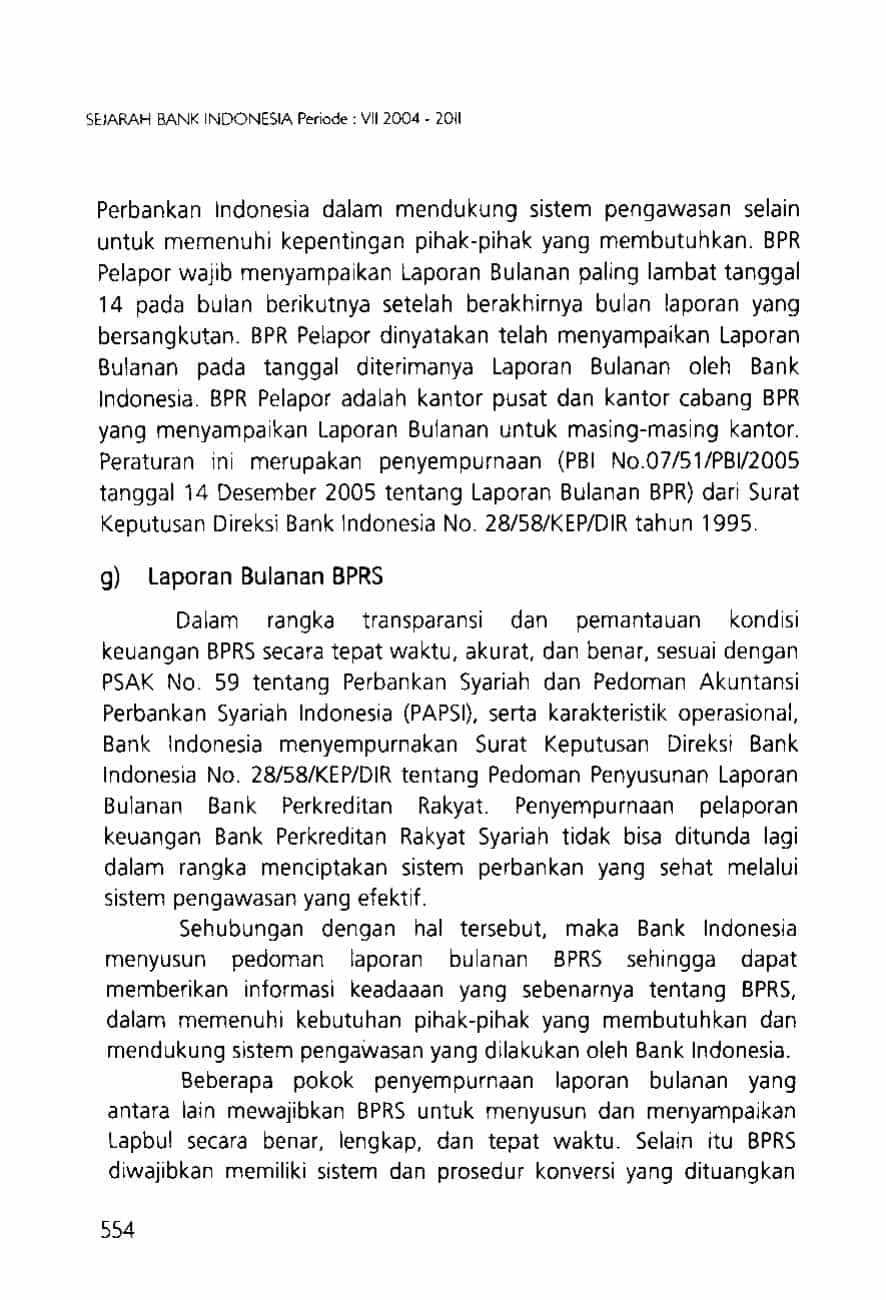 SEJARAH BANK INDONESIA Periode : VII 2004 - 2011
Perbankan Indonesia dalam mendukung sistem pengawasan selain
untuk memenuhi kepentingan pihak-pihak yang membutuhkan. BPR
Pelapor wajib menyampaikan Laporan Bulanan paling lambat tanggal
14 pada bulan berikutnya setelah berakhirnya bulan laporan yang
bersangkutan. BPR Pelapor dinyatakan telah menyampaikan Laporan
Bulanan pada tanggal diterimanya Laporan Bulanan oleh Bank
Indonesia. BPR Pelapor adalah kantor pusat dan kantor cabang BPR
yang menyampaikan Laporan Bulanan untuk masing-masing kantor.
Peraturan ini merupakan penyempurnaan (PBI No.07/51/PBI/2005
tanggal 14 Desember 2005 tentang Laporan Bulanan BPR) dari Surat
Keputusan Direksi Bank Indonesia No. 28/58/KEP/DIR tahun 1995.
g) Laporan Bulanan BPRS
Dalam rangka transparansi dan pemantauan kondisi
keuangan BPRS secara tepat waktu, akurat, dan benar, sesuai dengan
PSAK No. 59 tentang Perbankan Syariah dan Pedoman Akuntansi
Perbankan Syariah Indonesia (PAPSI), serta karakteristik operasional,
Bank Indonesia menyempurnakan Surat Keputusan Direksi Bank
Indonesia No. 28/58/KEP/DIR tentang Pedoman Penyusunan Laporan
Bulanan Bank Perkreditan Rakyat. Penyempurnaan pelaporan
keuangan Bank Perkreditan Rakyat Syariah tidak bisa ditunda lagi
dalam rangka menciptakan sistem perbankan yang sehat melalui
sistem pengawasan yang efektif.
Sehubungan dengan hal tersebut, maka Bank Indonesia
menyusun pedoman laporan bulanan BPRS sehingga dapat
memberikan informasi keadaaan yang sebenarnya tentang BPRS,
dalam memenuhi kebutuhan pihak-pihak yang membutuhkan dan
mendukung sistem pengawasan yang dilakukan oleh Bank Indonesia.
Beberapa pokok penyempurnaan laporan bulanan yang
antara lain mewajibkan BPRS untuk menyusun dan menyampaikan
Lapbul secara benar, lengkap, dan tepat waktu. Selain itu BPRS
diwajibkan memiliki sistem dan prosedur konversi yang dituangkan
554